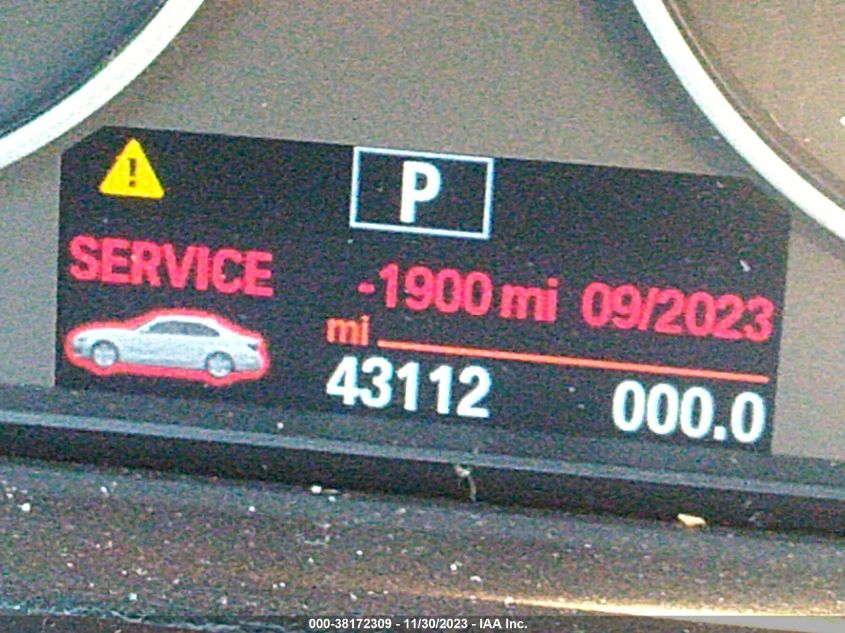 P
SERVICE -1900 mi 09/2023
mi
43112 000.0
000-38172309 - 11/30/2023 - IAA Inc.